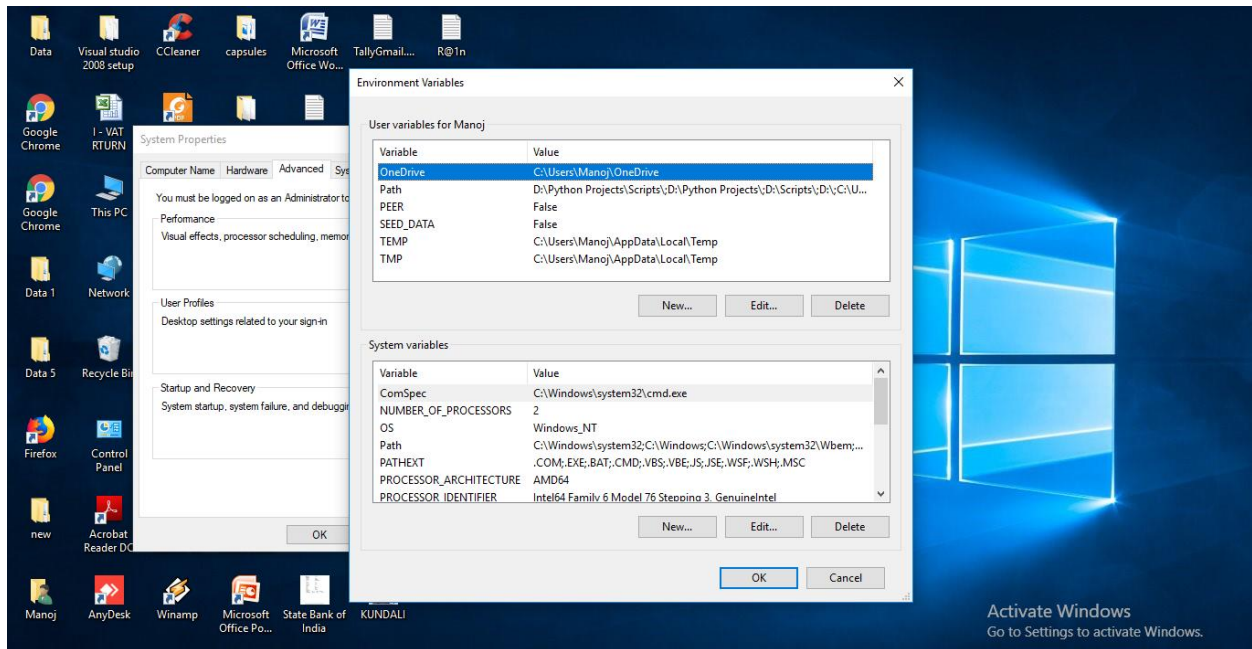 Data
Visual studio
2008 setup
CCleaner
capsules
Microsoft
Office Wo...
TallyGmail....
R@1n
Google
Chrome
I - VAT
RTURN
Google
Chrome
This PC
Data 1
Network
Data 5
Recycle Bin
Firefox
Control
Panel
new
Acrobat
Reader DC
Manoj
AnyDesk
Winamp
Microsoft
Office Po...
State Bank of
India
KUNDALI
System Properties
Computer Name Hardware Advanced Sys
You must be logged on as an Administrator to
Performance
Visual effects, processor scheduling, memor
User Profiles
Desktop settings related to your sign-in
Startup and Recovery
System startup, system failure, and debuggin
OK
Environment Variables
User variables for Manoj
Variable Value
OneDrive C:\Users\Manoj\OneDrive
Path D:\Python Projects\Scripts\;D:\Python Projects\;D:\Scripts\;D:\;C:\U...
PEER False
SEED_DATA False
TEMP C:\Users\Manoj\AppData\Local\Temp
TMP C:\Users\Manoj\AppData\Local\Temp
New... Edit... Delete
System variables
Variable Value
ComSpec C:\Windows\system32\cmd.exe
NUMBER_OF_PROCESSORS 2
OS Windows_NT
Path C:\Windows\system32;C:\Windows;C:\Windows\system32\Wbem;...
PATHEXT .COM;.EXE;.BAT;.CMD;.VBS;.VBE;.JS;.JSE;.WSF;.WSH;.MSC
PROCESSOR_ARCHITECTURE AMD64
PROCESSOR_IDENTIFIER Intel64 Family 6 Model 76 Stepping 3, GenuineIntel
New... Edit... Delete
OK Cancel
Activate Windows
Go to Settings to activate Windows.